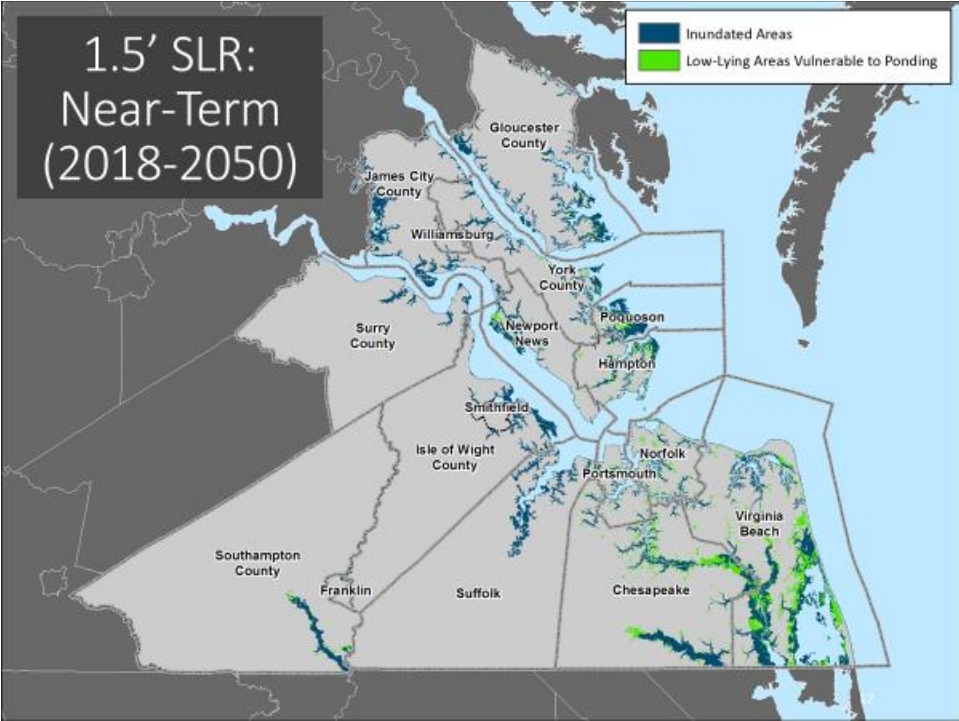 1.5’ SLR:
Near-Term
(2018-2050)
Inundated Areas
Low-Lying Areas Vulnerable to Ponding
Gloucester
County
James City
County
Williamsburg
York
County
Poquoson
Surry
County
Newport
News
Hampton
Smithfield
Isle of Wight
County
Norfolk
Portsmouth
Virginia
Beach
Southampton
County
Franklin
Suffolk
Chesapeake